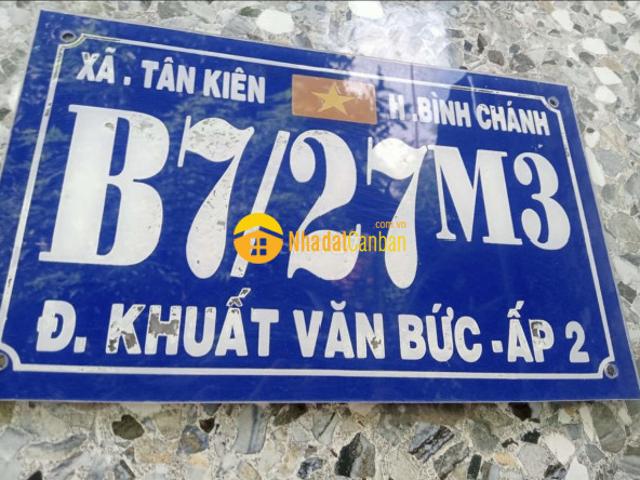 XÃ. TÂN KIÊN H.BÌNH CHÁNH
B7/27M3
NhadatCanban.com.vn
Đ. KHUẤT VĂN BỨC - ẤP 2